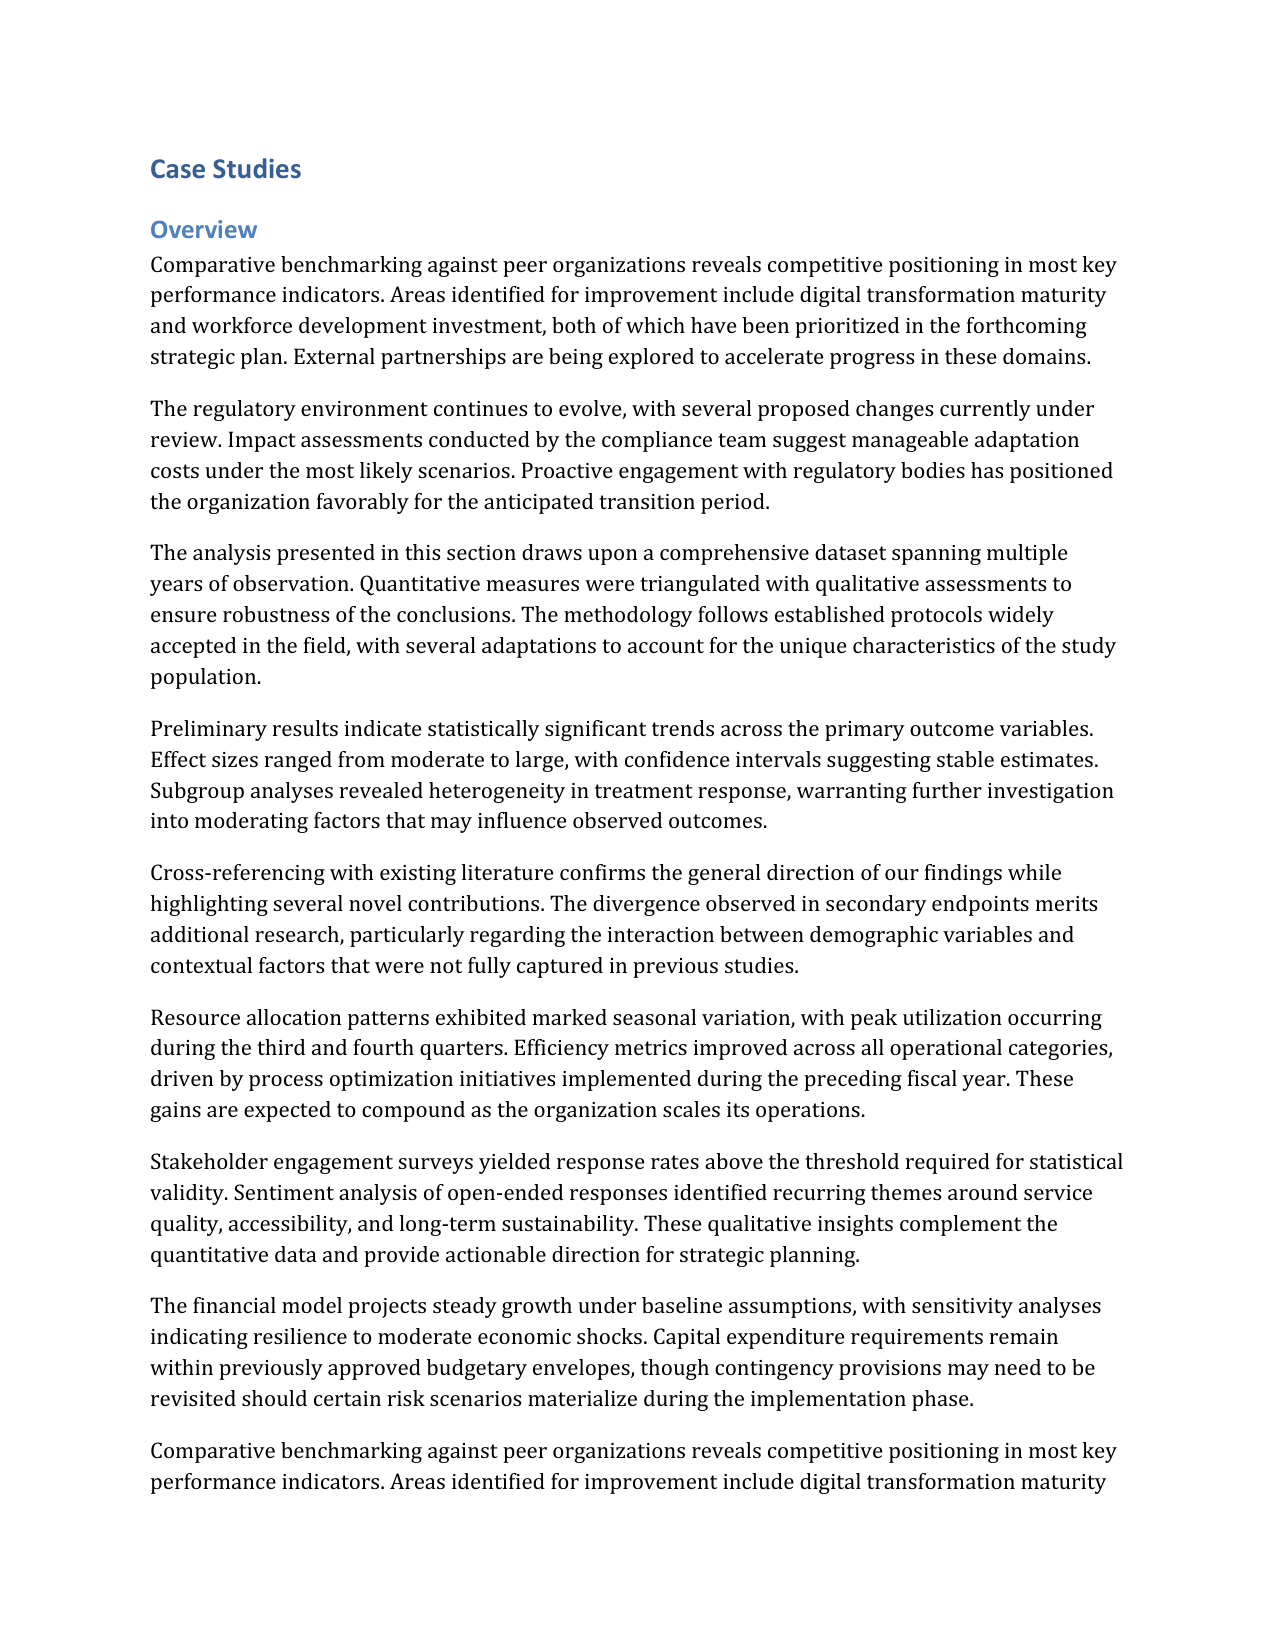 Case Studies
Overview
Comparative benchmarking against peer organizations reveals competitive positioning in most key
performance indicators. Areas identified for improvement include digital transformation maturity
and workforce development investment, both of which have been prioritized in the forthcoming
strategic plan. External partnerships are being explored to accelerate progress in these domains.
The regulatory environment continues to evolve, with several proposed changes currently under
review. Impact assessments conducted by the compliance team suggest manageable adaptation
costs under the most likely scenarios. Proactive engagement with regulatory bodies has positioned
the organization favorably for the anticipated transition period.
The analysis presented in this section draws upon a comprehensive dataset spanning multiple
years of observation. Quantitative measures were triangulated with qualitative assessments to
ensure robustness of the conclusions. The methodology follows established protocols widely
accepted in the field, with several adaptations to account for the unique characteristics of the study
population.
Preliminary results indicate statistically significant trends across the primary outcome variables.
Effect sizes ranged from moderate to large, with confidence intervals suggesting stable estimates.
Subgroup analyses revealed heterogeneity in treatment response, warranting further investigation
into moderating factors that may influence observed outcomes.
Cross-referencing with existing literature confirms the general direction of our findings while
highlighting several novel contributions. The divergence observed in secondary endpoints merits
additional research, particularly regarding the interaction between demographic variables and
contextual factors that were not fully captured in previous studies.
Resource allocation patterns exhibited marked seasonal variation, with peak utilization occurring
during the third and fourth quarters. Efficiency metrics improved across all operational categories,
driven by process optimization initiatives implemented during the preceding fiscal year. These
gains are expected to compound as the organization scales its operations.
Stakeholder engagement surveys yielded response rates above the threshold required for statistical
validity. Sentiment analysis of open-ended responses identified recurring themes around service
quality, accessibility, and long-term sustainability. These qualitative insights complement the
quantitative data and provide actionable direction for strategic planning.
The financial model projects steady growth under baseline assumptions, with sensitivity analyses
indicating resilience to moderate economic shocks. Capital expenditure requirements remain
within previously approved budgetary envelopes, though contingency provisions may need to be
revisited should certain risk scenarios materialize during the implementation phase.
Comparative benchmarking against peer organizations reveals competitive positioning in most key
performance indicators. Areas identified for improvement include digital transformation maturity